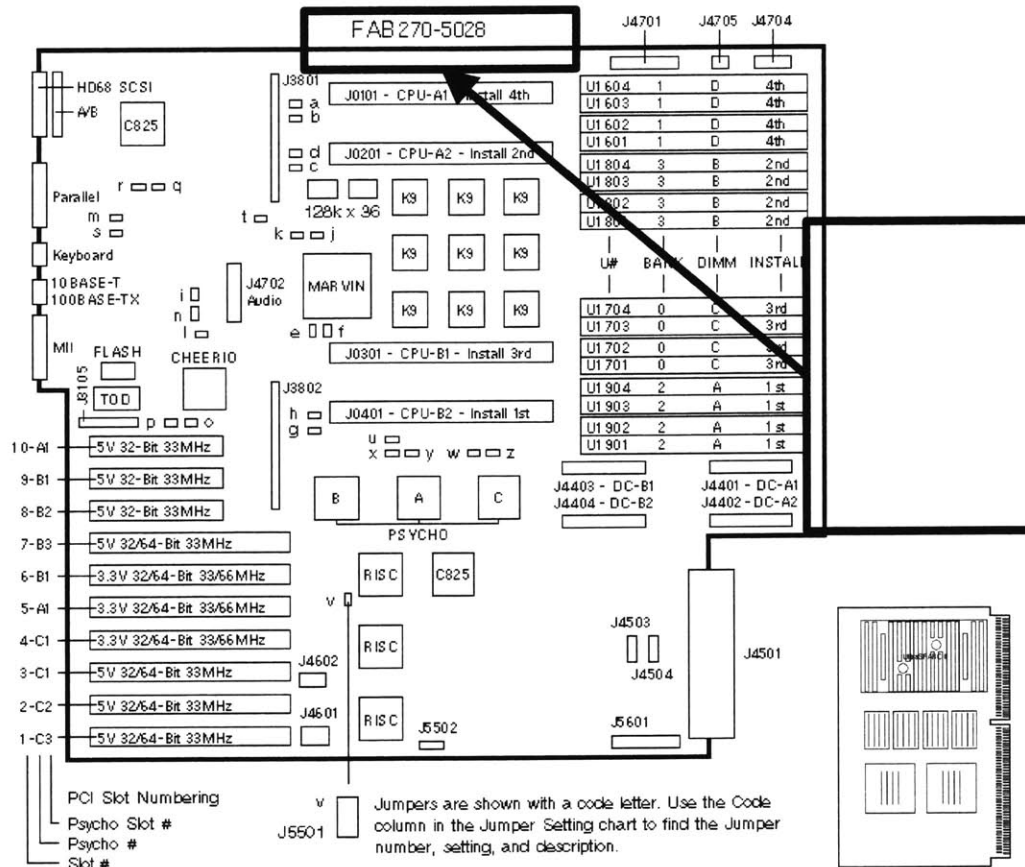 FAB 270-5028
J4701 J4705 J4704
HD68 SCSI
A/B
C825
J3801
a
b
J0101 - CPU-A1 - Install 4th
U1604 1 D 4th
U1603 1 D 4th
U1602 1 D 4th
U1601 1 D 4th
d
c
J0201 - CPU-A2 - Install 2nd
U1804 3 B 2nd
U1803 3 B 2nd
U1802 3 B 2nd
3 B 2nd
Parallel
r q
m
s
t
128k x 36
k j
K9 K9 K9
K9 K9 K9
K9 K9 K9
U# BANK DIMM INSTALL
Keyboard
10BASE-T
100BASE-TX
MII
J4702
Audio
MARVIN
i
n
l
e f
U1704 0 C 3rd
U1703 0 C 3rd
U1702 0 C 3rd
U1701 0 C 3rd
FLASH
CHEERIO
TOD
J0301 - CPU-B1 - Install 3rd
J3802
h
g
J0401 - CPU-B2 - Install 1st
U1904 2 A 1st
U1903 2 A 1st
U1902 2 A 1st
U1901 2 A 1st
p o
u
x y w z
10-A1 5V 32-Bit 33MHz
9-B1 5V 32-Bit 33MHz
8-B2 5V 32-Bit 33MHz
7-B3 5V 32/64-Bit 33MHz
6-B1 3.3V 32/64-Bit 33/66MHz
5-A1 3.3V 32/64-Bit 33/66MHz
4-C1 3.3V 32/64-Bit 33/66MHz
3-C1 5V 32/64-Bit 33MHz
2-C2 5V 32/64-Bit 33MHz
1-C3 5V 32/64-Bit 33MHz
B A C
PSYCHO
J4403 - DC-B1
J4404 - DC-B2
J4401 - DC-A1
J4402 - DC-A2
RISC
C825
v
RISC
RISC
J4602
J4601
J5502
J4503
J4504
J4501
J5601
PCI Slot Numbering
Psycho Slot #
Psycho #
Slot #
v
J5501
Jumpers are shown with a code letter. Use the Code
column in the Jumper Setting chart to find the Jumper
number, setting, and description.